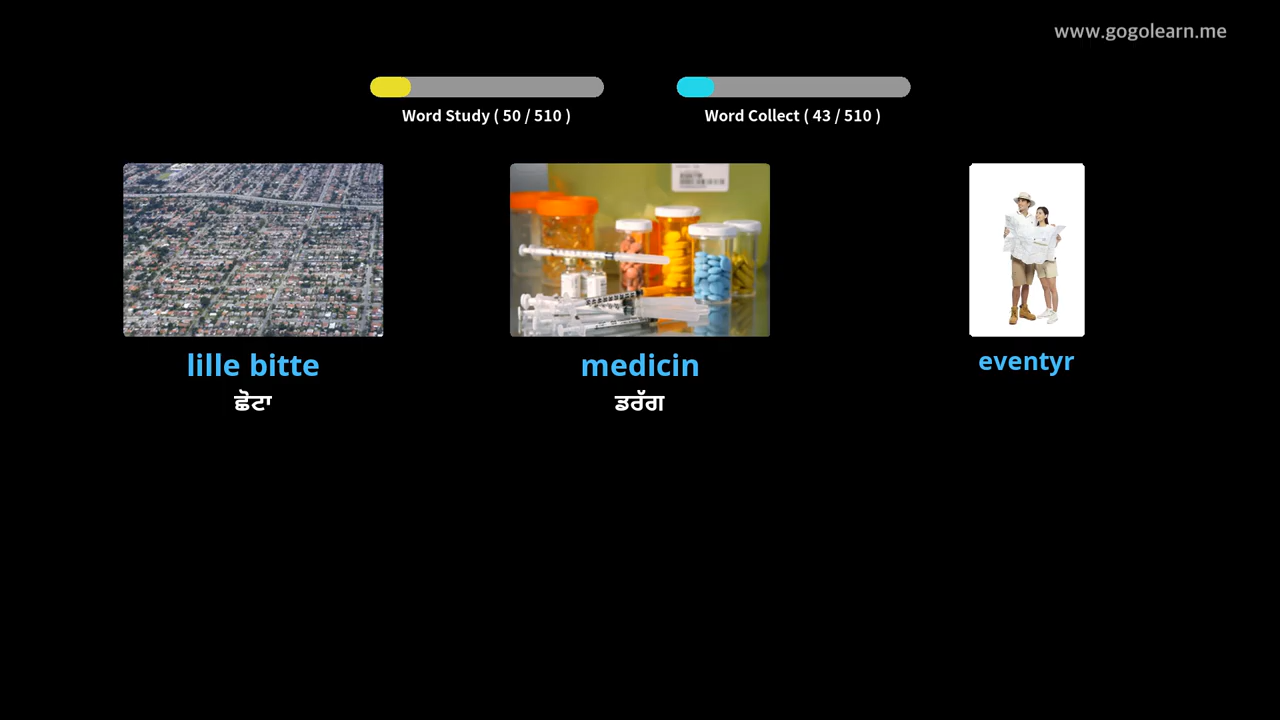 www.gogolearn.me
Word Study ( 50 / 510 )
Word Collect ( 43 / 510 )
lille bitte
medicin
eventyr
ਛੋਟਾ
ਡਰੱਗ